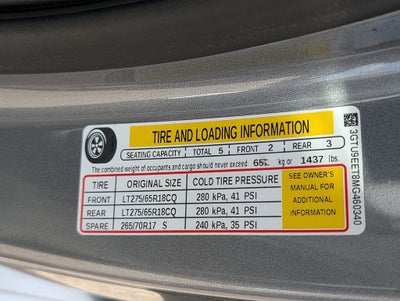 TIRE AND LOADING INFORMATION
SEATING CAPACITY TOTAL 5 FRONT 2 REAR 3
The combined weight of occupants and cargo should never exceed 652 kg or 1437 lbs.
TIRE ORIGINAL SIZE COLD TIRE PRESSURE
FRONT LT275/65R18CQ 280 kPa, 41 PSI
REAR LT275/65R18CQ 280 kPa, 41 PSI
SPARE 265/70R17 S 240 kPa, 35 PSI
SEE OWNER'S
MANUAL FOR
ADDITIONAL
INFORMATION
3GTU9EET8MG460340